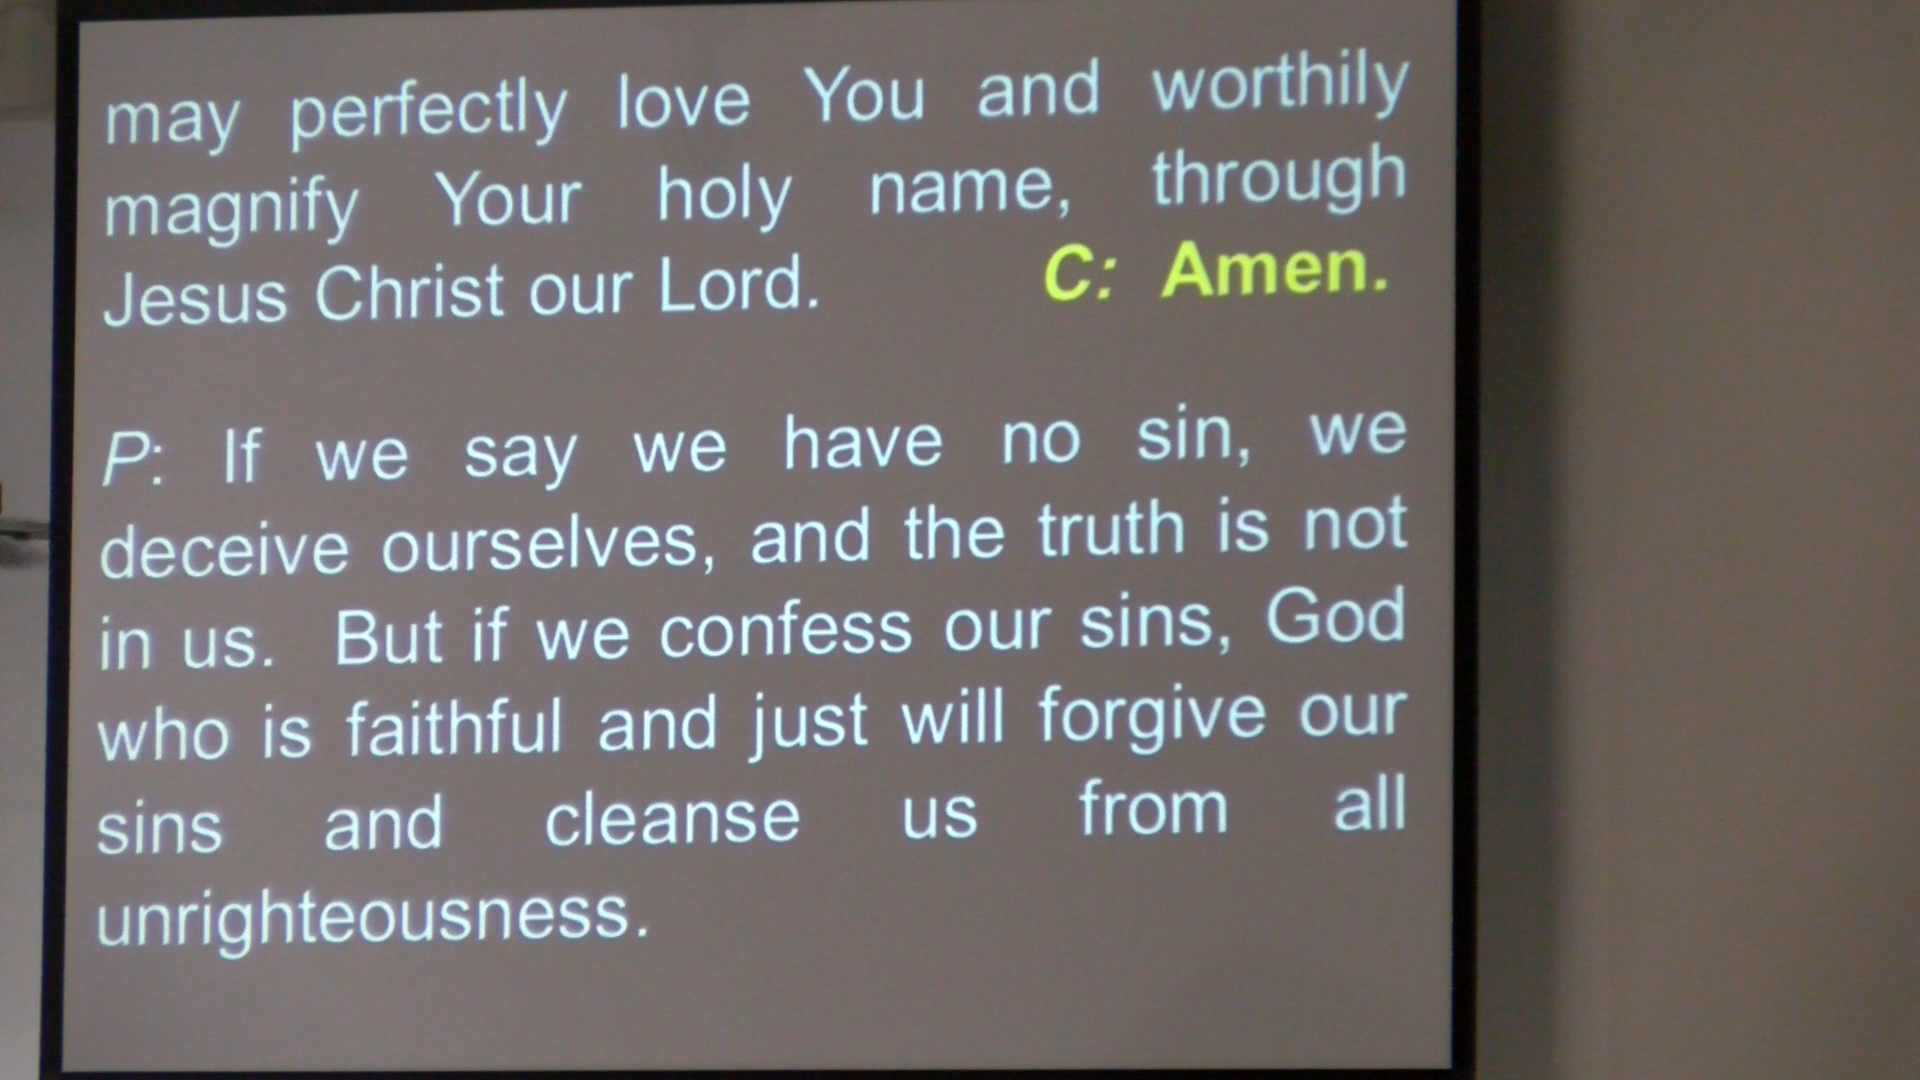 may perfectly love You and worthily
magnify Your holy name, through
Jesus Christ our Lord. C: Amen.
P: If we say we have no sin, we
deceive ourselves, and the truth is not
in us. But if we confess our sins, God
who is faithful and just will forgive our
sins and cleanse us from all
unrighteousness.